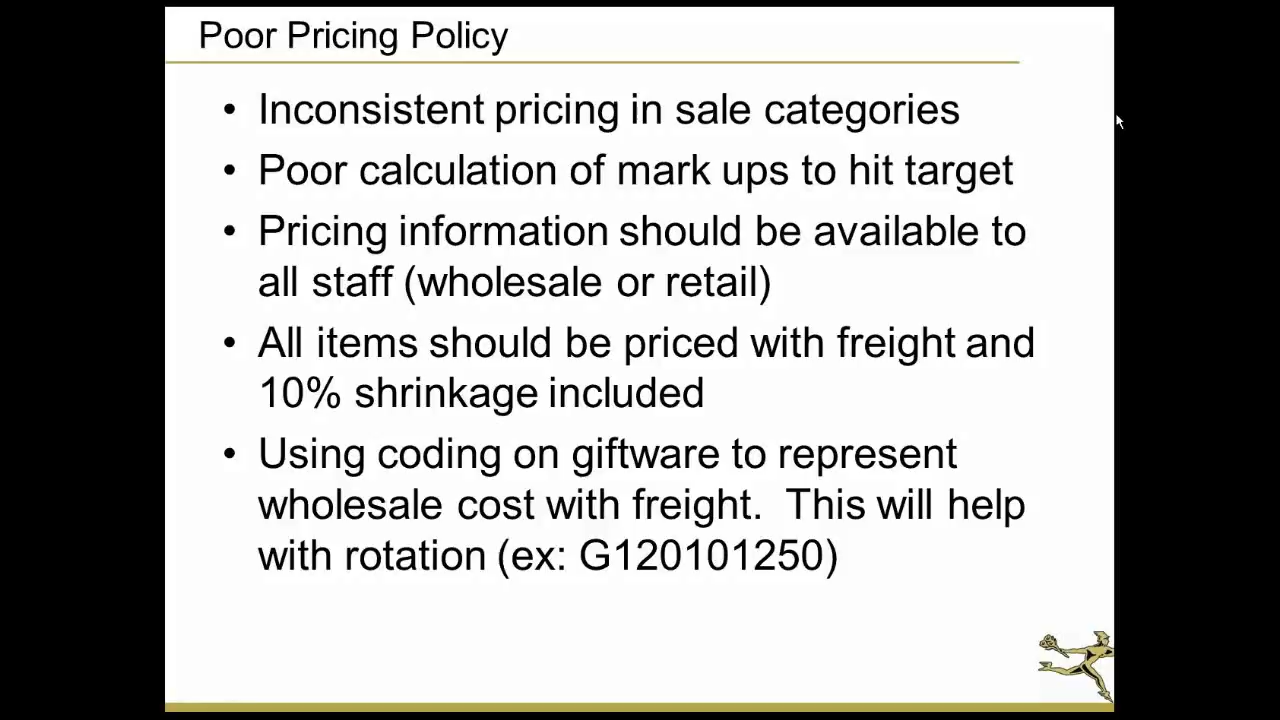 Poor Pricing Policy
• Inconsistent pricing in sale categories
• Poor calculation of mark ups to hit target
• Pricing information should be available to
all staff (wholesale or retail)
• All items should be priced with freight and
10% shrinkage included
• Using coding on giftware to represent
wholesale cost with freight.  This will help
with rotation (ex: G120101250)